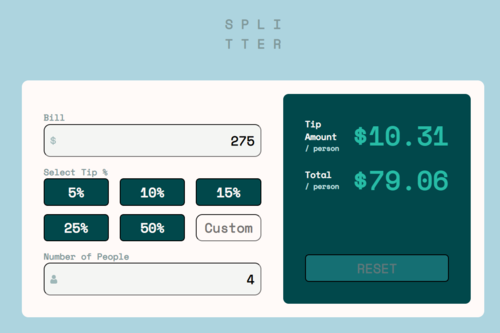 SPLI
TTER
Bill
$ 275
Select Tip %
5% 10% 15%
25% 50% Custom
Number of People
4
Tip
Amount
/ person
$10.31
Total
/ person
$79.06
RESET